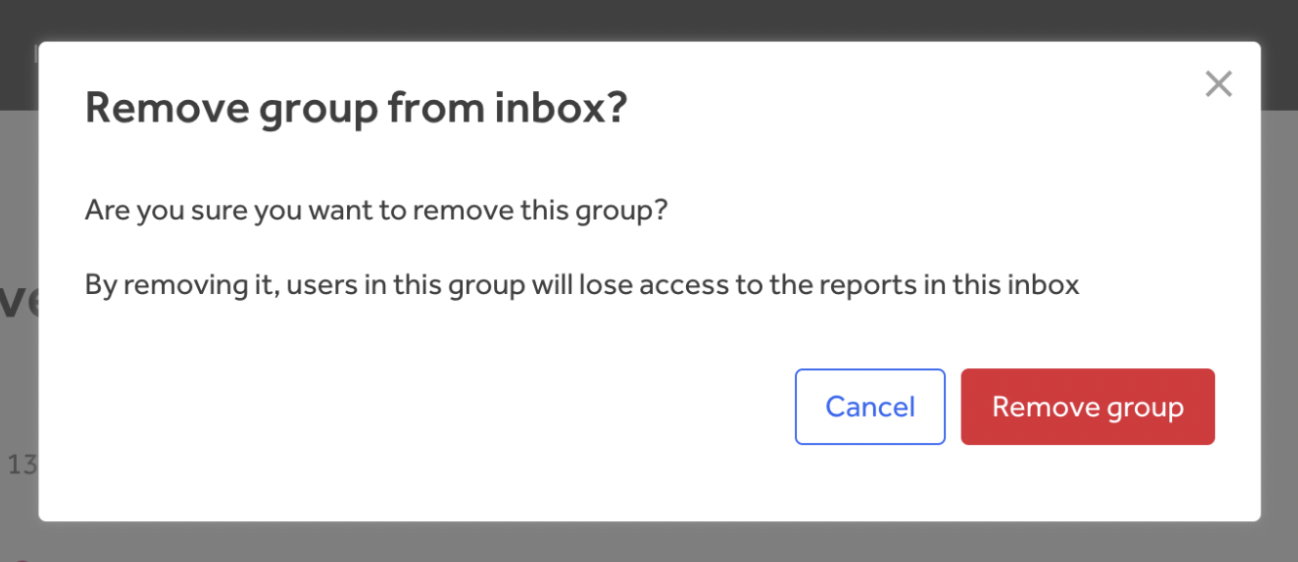 Remove group from inbox?
Are you sure you want to remove this group?
By removing it, users in this group will lose access to the reports in this inbox
Cancel
Remove group
13